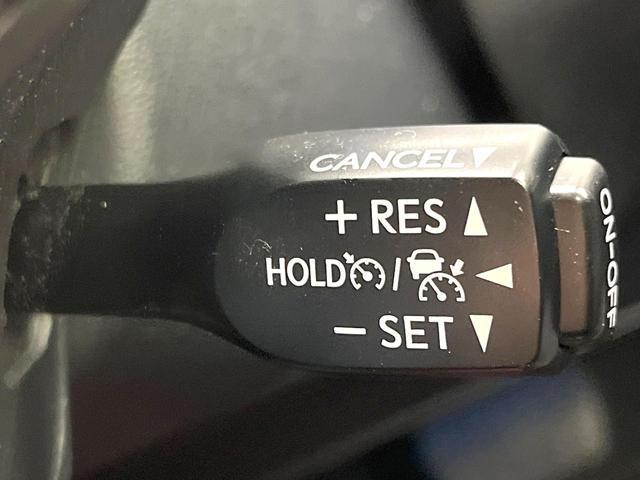 CANCEL▼
+ RES ▲
HOLD / ◀
− SET ▼
ON-OFF